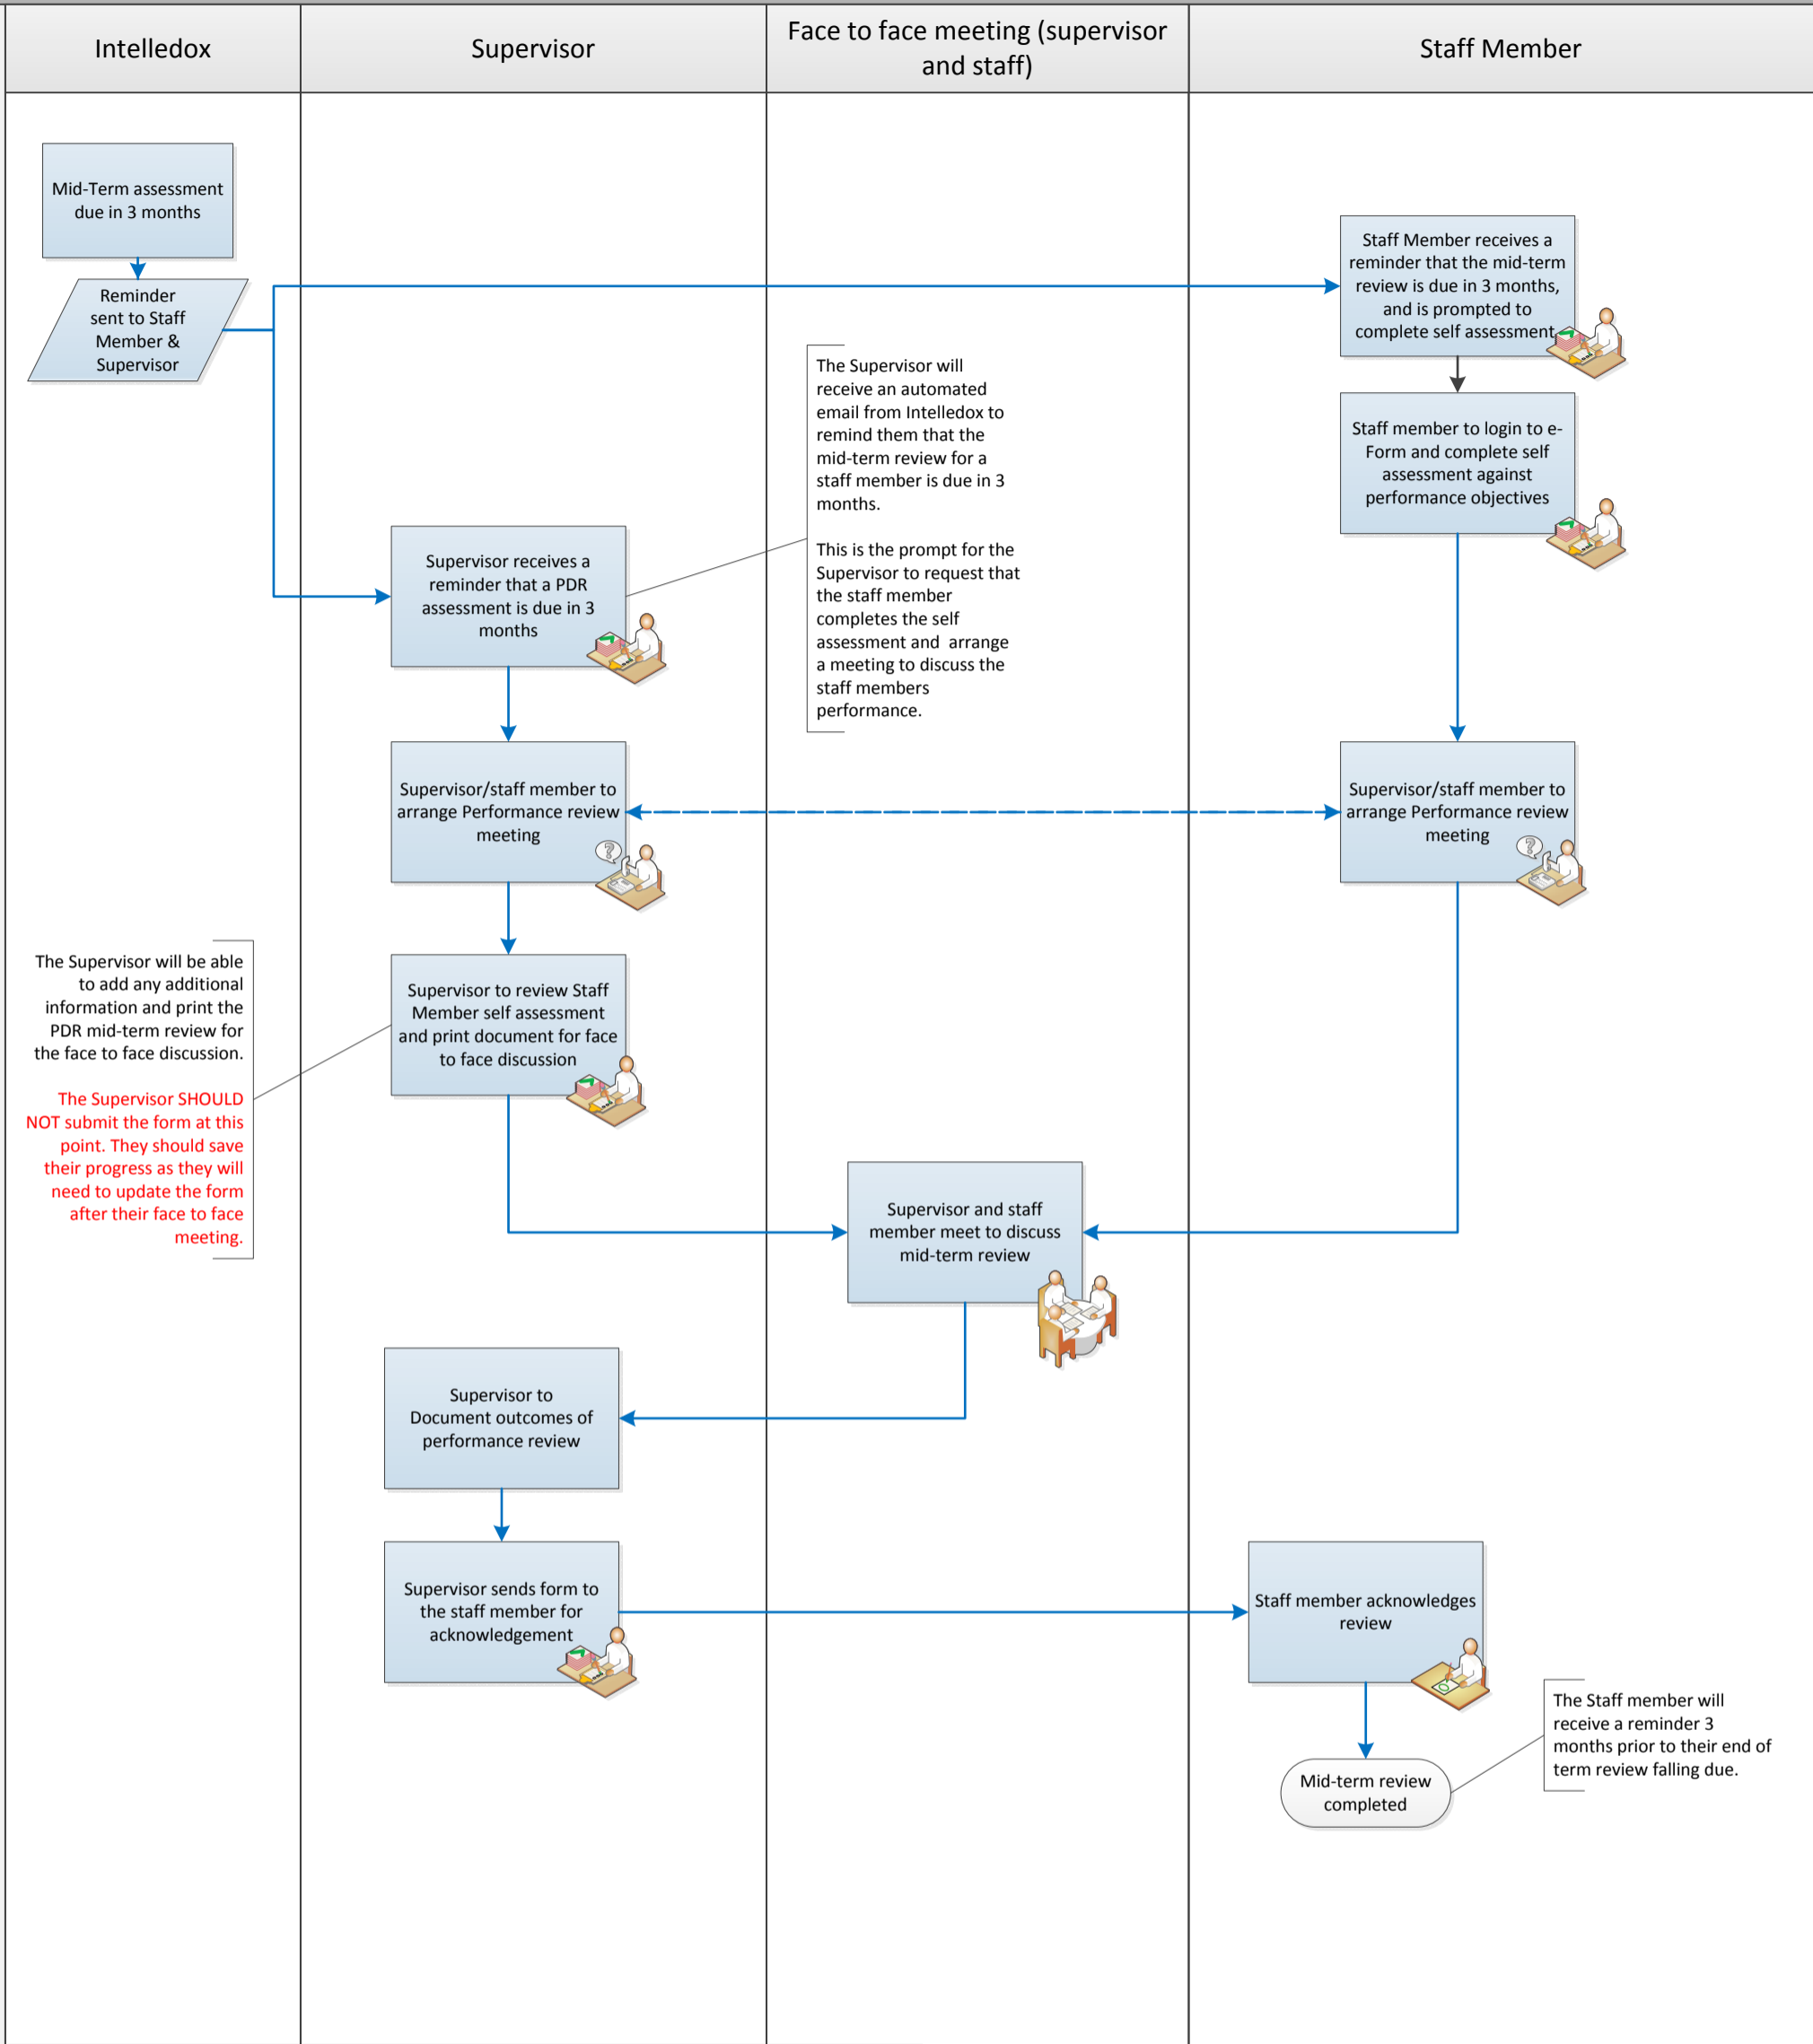 Intelledox
Supervisor
Face to face meeting (supervisor
and staff)
Staff Member
Mid-Term assessment
due in 3 months
Reminder
sent to Staff
Member &
Supervisor
Staff Member receives a
reminder that the mid-term
review is due in 3 months,
and is prompted to
complete self assessment
Staff member to login to e-
Form and complete self
assessment against
performance objectives
The Supervisor will
receive an automated
email from Intelledox to
remind them that the
mid-term review for a
staff member is due in 3
months.
This is the prompt for the
Supervisor to request that
the staff member
completes the self
assessment and  arrange
a meeting to discuss the
staff members
performance.
Supervisor receives a
reminder that a PDR
assessment is due in 3
months
Supervisor/staff member to
arrange Performance review
meeting
?
Supervisor/staff member to
arrange Performance review
meeting
?
The Supervisor will be able
to add any additional
information and print the
PDR mid-term review for
the face to face discussion.
The Supervisor SHOULD
NOT submit the form at this
point. They should save
their progress as they will
need to update the form
after their face to face
meeting.
Supervisor to review Staff
Member self assessment
and print document for face
to face discussion
Supervisor and staff
member meet to discuss
mid-term review
Supervisor to
Document outcomes of
performance review
Supervisor sends form to
the staff member for
acknowledgement
Staff member acknowledges
review
The Staff member will
receive a reminder 3
months prior to their end of
term review falling due.
Mid-term review
completed